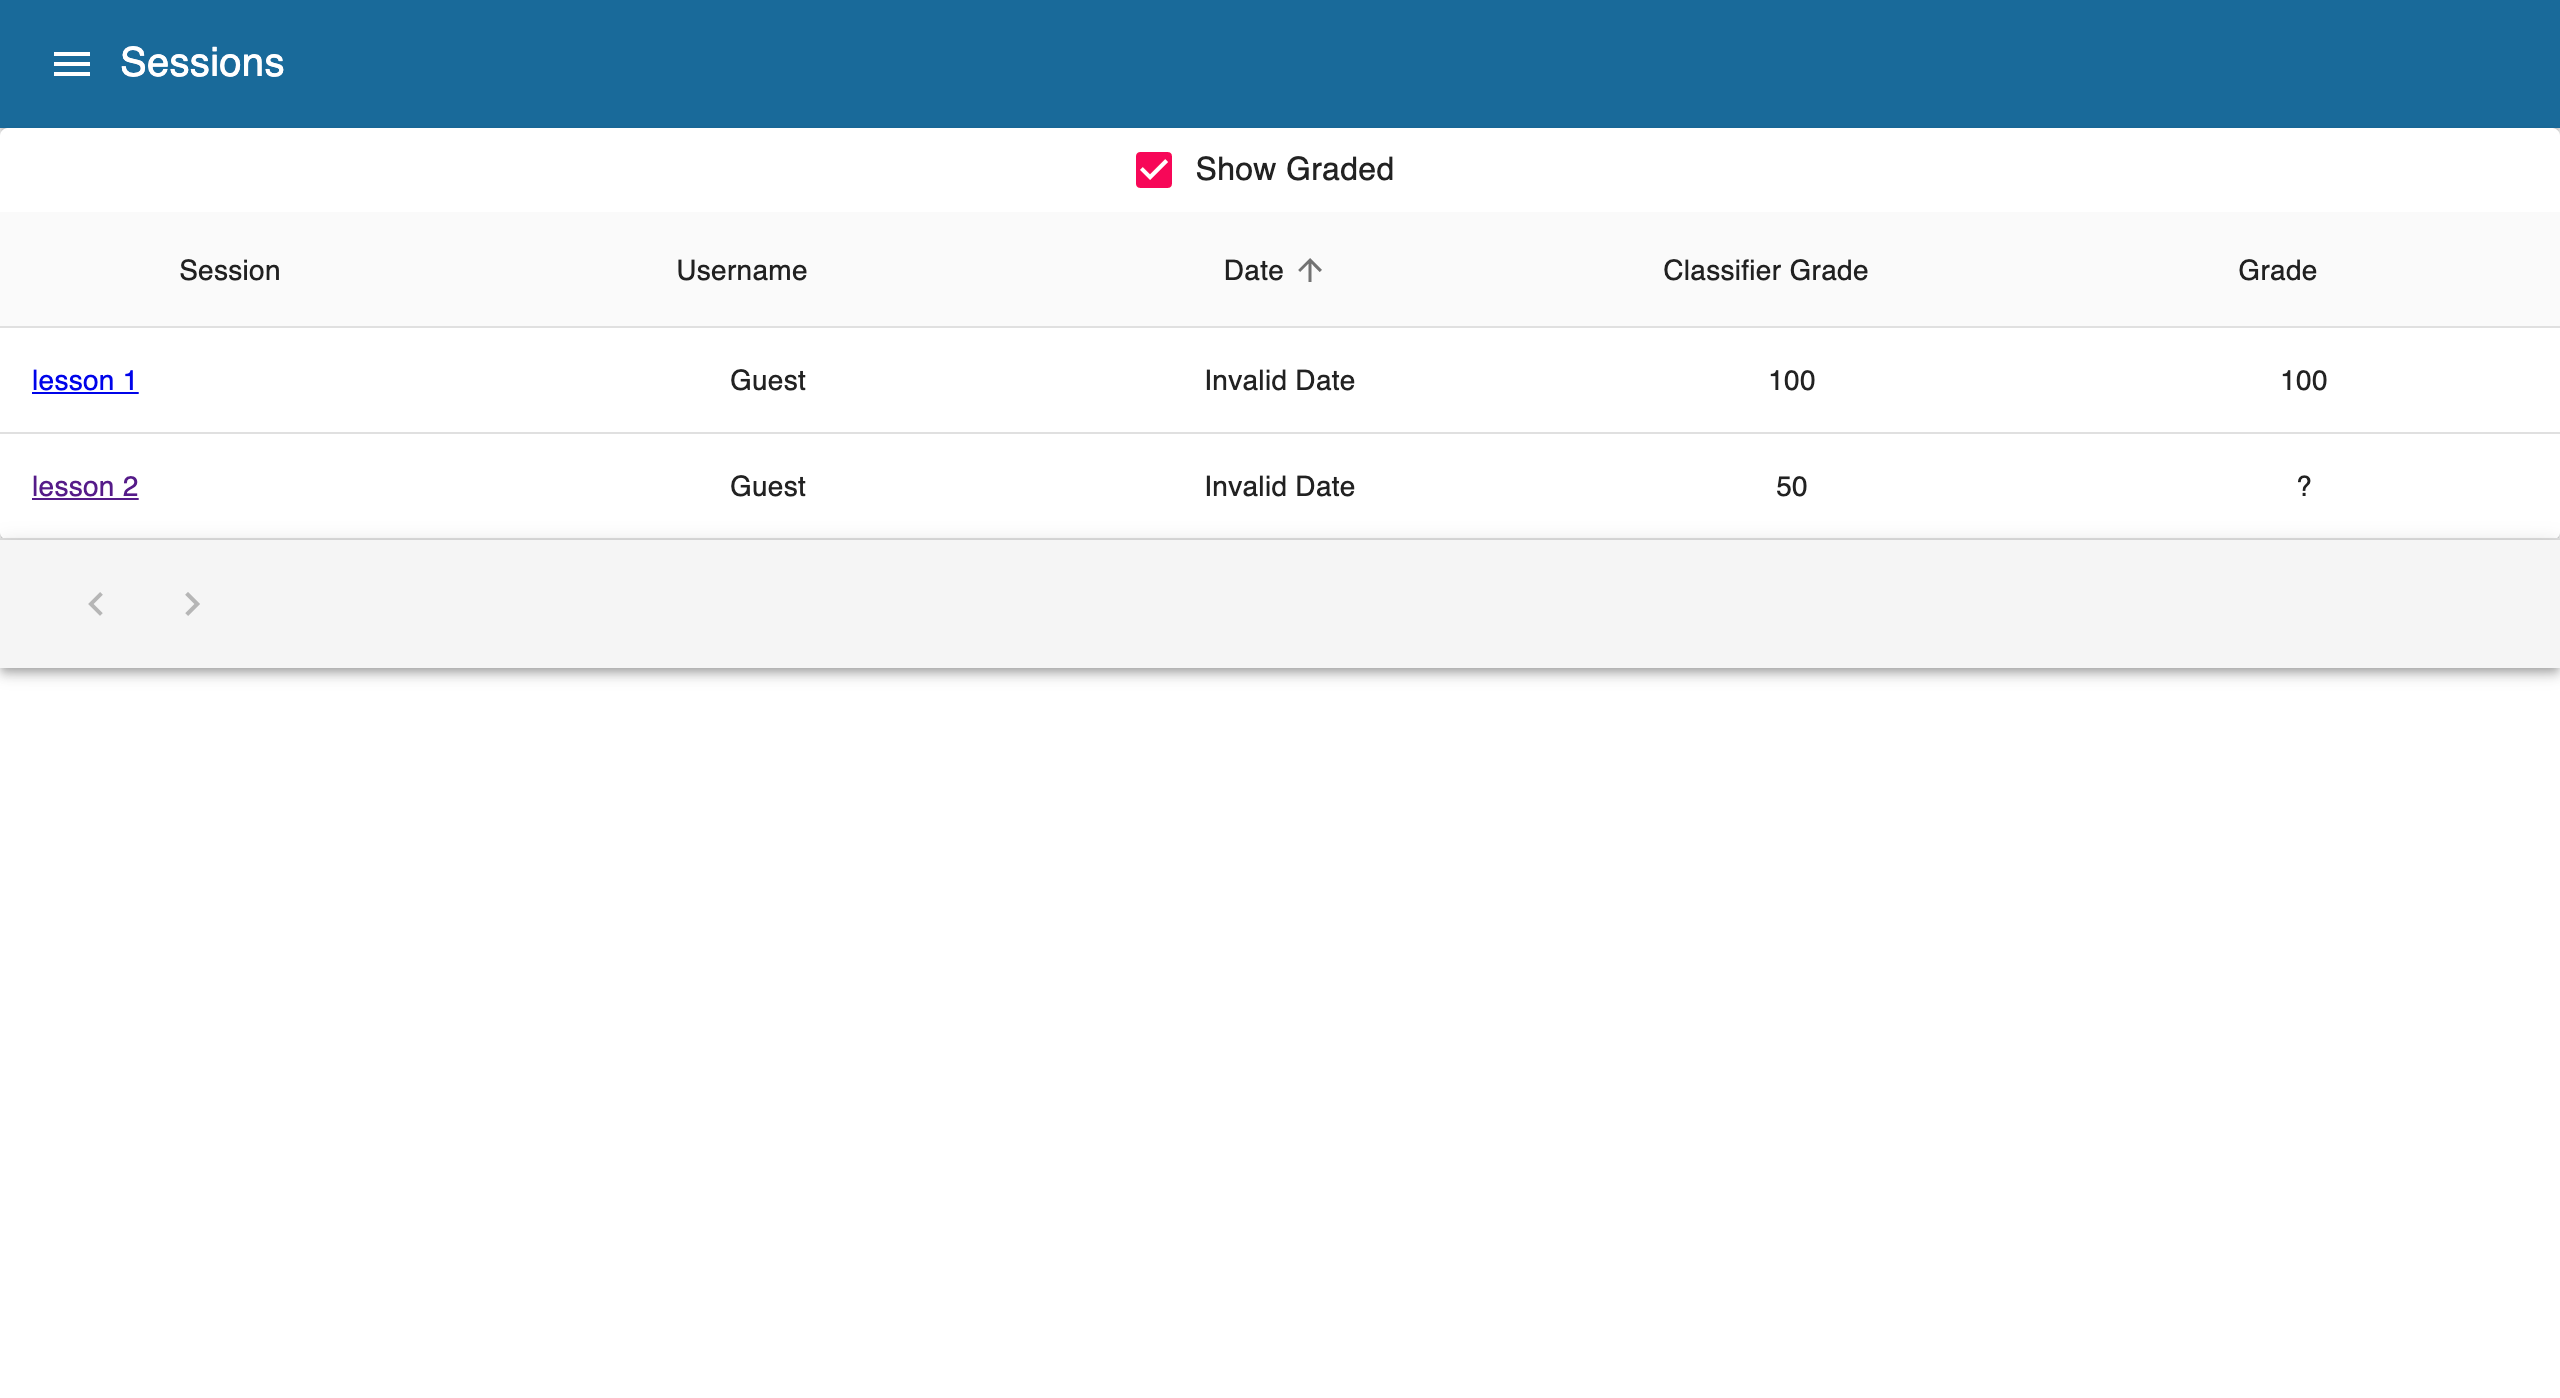 Sessions
Show Graded
Session Username Date Classifier Grade Grade
lesson 1 Guest Invalid Date 100 100
lesson 2 Guest Invalid Date 50 ?